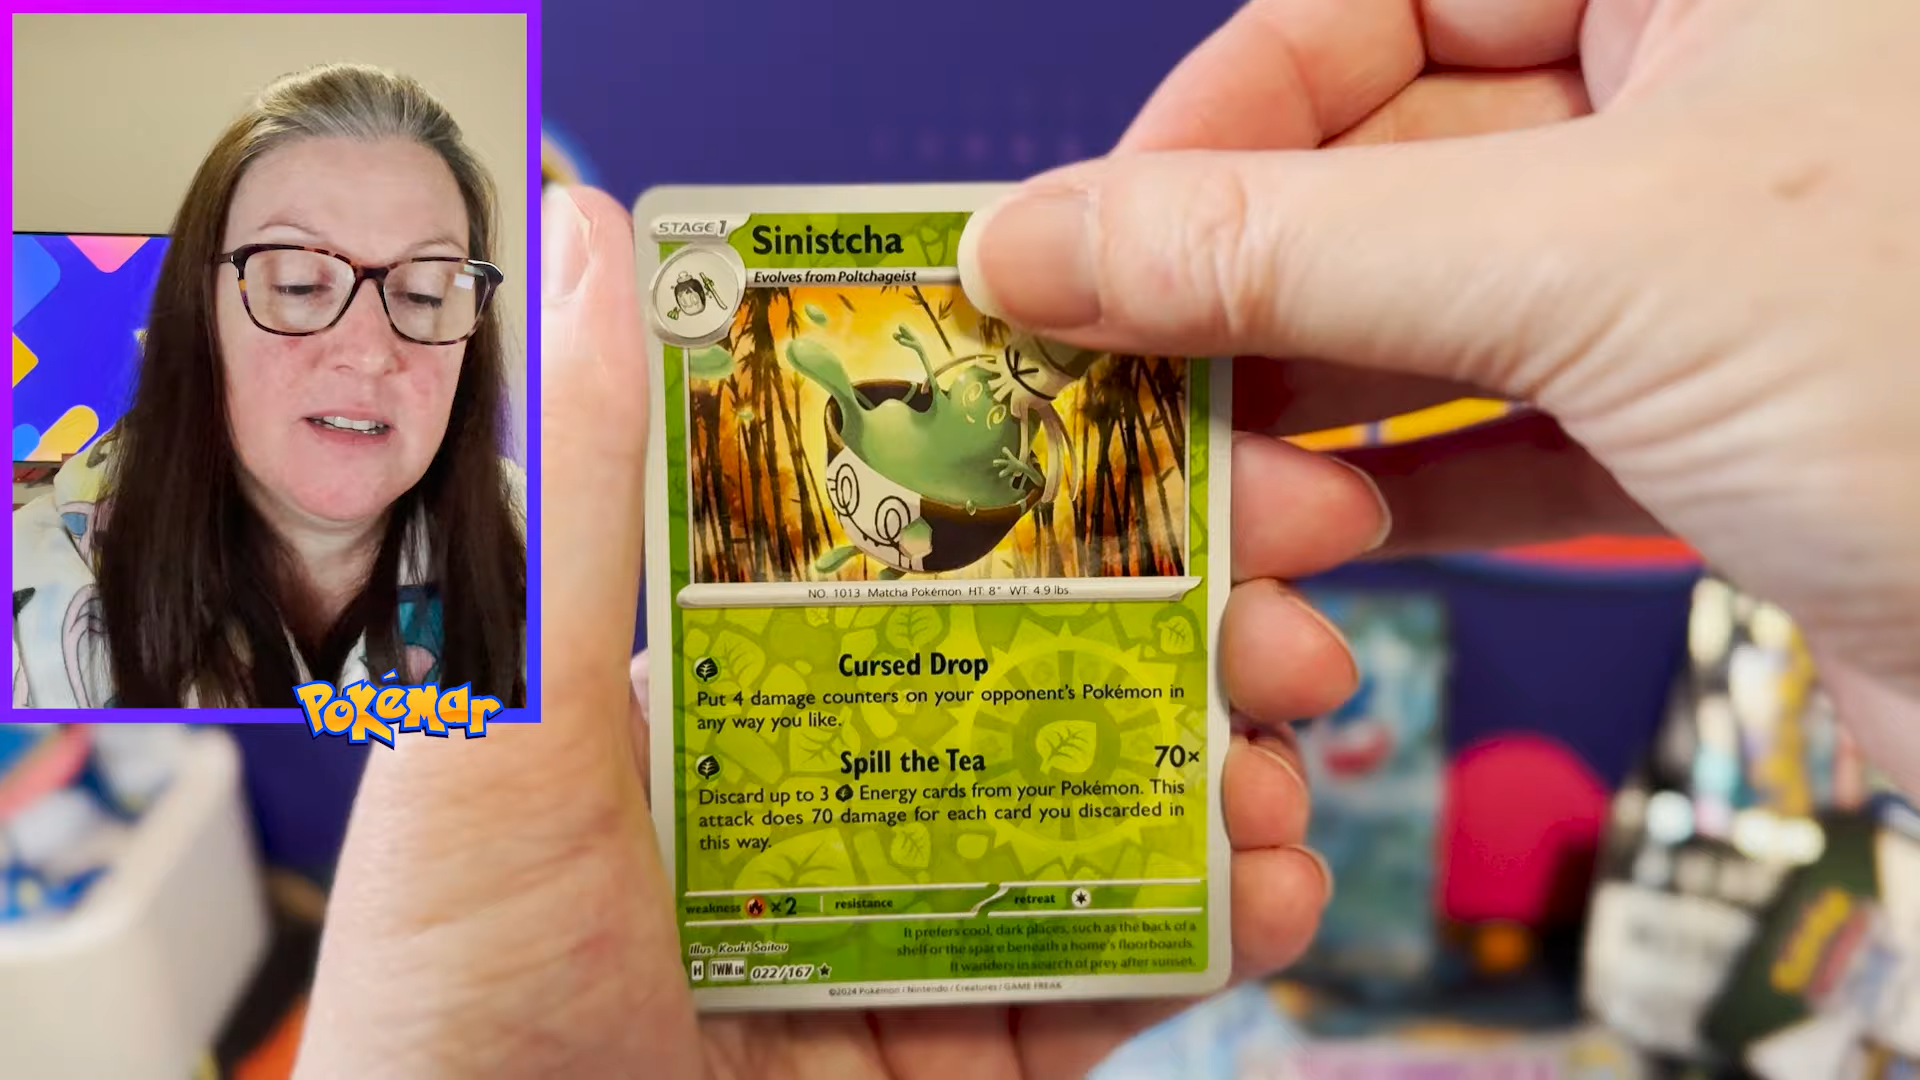 Pokémar
STAGE 1
Sinistcha
Evolves from Poltchageist
NO. 1013 Matcha Pokémon HT: 8" WT: 4.9 lbs.
Cursed Drop
Put 4 damage counters on your opponent's Pokémon in
any way you like.
Spill the Tea 70×
Discard up to 3 Energy cards from your Pokémon. This
attack does 70 damage for each card you discarded in
this way.
weakness ×2 resistance retreat
It prefers cool, dark places, such as the back of a
shelf or the space beneath a home's floorboards.
It wanders in search of prey after sunset.
Illus. Kouki Saitou
H TWM EN 022/167 ★
©2024 Pokémon / Nintendo / Creatures / GAME FREAK